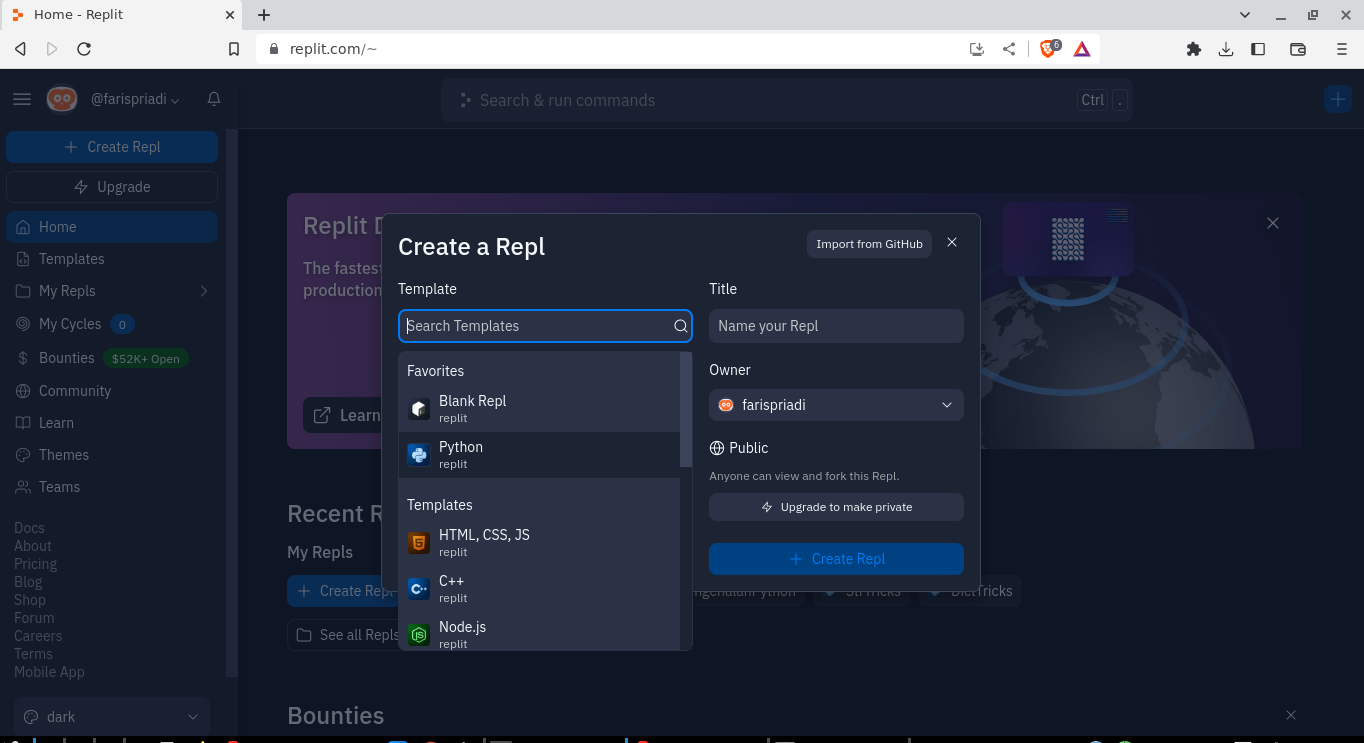 Home - Replit
replit.com/~
6
@farispriadi
Search & run commands
Ctrl .
Create Repl
Upgrade
Home
Templates
My Repls
My Cycles 0
Bounties $52K+ Open
Community
Learn
Themes
Teams
Docs
About
Pricing
Blog
Shop
Forum
Careers
Terms
Mobile App
dark
Replit D
The fastest
production
Learn
Create a Repl
Import from GitHub
Template
Search Templates
Favorites
Blank Repl
replit
Python
replit
Templates
HTML, CSS, JS
replit
C++
replit
Node.js
replit
Title
Name your Repl
Owner
farispriadi
Public
Anyone can view and fork this Repl.
Upgrade to make private
Create Repl
Recent R
My Repls
Create Repl
DictTricks
See all Repls
Bounties